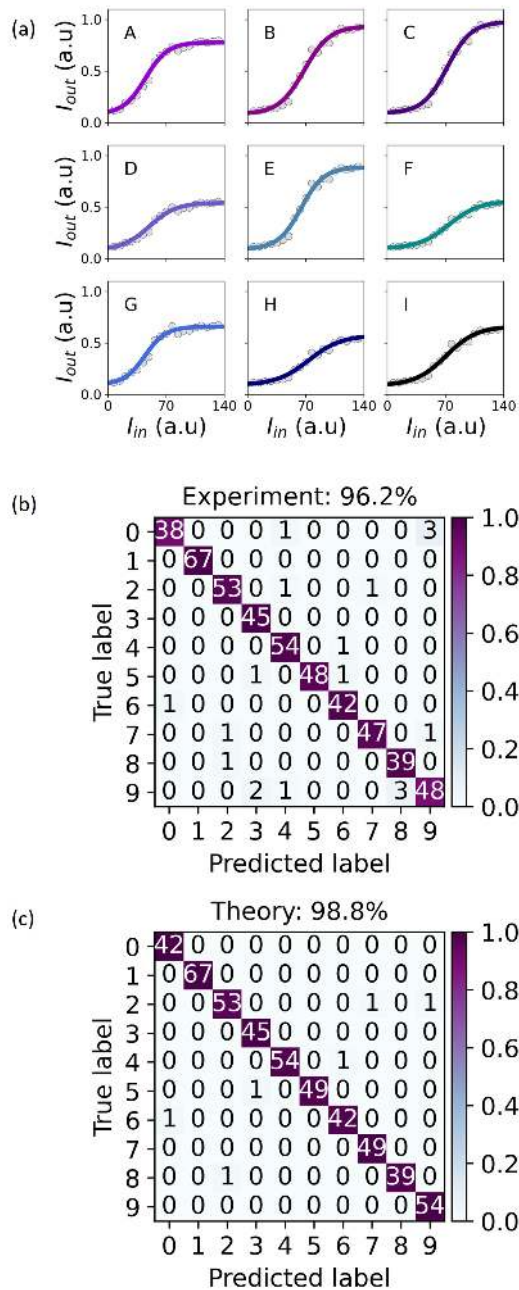 (a)
A B C
I_out (a.u)
1.0
0.5
0.0
0 70 140
0 70 140
0 70 140
D E F
I_out (a.u)
1.0
0.5
0.0
G H I
I_out (a.u)
1.0
0.5
0.0
0 70 140
0 70 140
0 70 140
I_in (a.u) I_in (a.u) I_in (a.u)
(b)
Experiment: 96.2%
True label
0 38 0 0 0 1 0 0 0 0 3
1 0 67 0 0 0 0 0 0 0 0
2 0 0 53 0 1 0 0 1 0 0
3 0 0 0 45 0 0 0 0 0 0
4 0 0 0 0 54 0 1 0 0 0
5 0 0 0 1 0 48 1 0 0 0
6 1 0 0 0 0 0 42 0 0 0
7 0 0 1 0 0 0 0 47 0 1
8 0 0 1 0 0 0 0 0 39 0
9 0 0 0 2 1 0 0 0 3 48
0 1 2 3 4 5 6 7 8 9
Predicted label
1.0
0.8
0.6
0.4
0.2
0.0
(c)
Theory: 98.8%
True label
0 42 0 0 0 0 0 0 0 0 0
1 0 67 0 0 0 0 0 0 0 0
2 0 0 53 0 0 0 0 1 0 1
3 0 0 0 45 0 0 0 0 0 0
4 0 0 0 0 54 0 1 0 0 0
5 0 0 0 1 0 49 0 0 0 0
6 1 0 0 0 0 0 42 0 0 0
7 0 0 0 0 0 0 0 49 0 0
8 0 0 1 0 0 0 0 0 39 0
9 0 0 0 0 0 0 0 0 0 54
0 1 2 3 4 5 6 7 8 9
Predicted label
1.0
0.8
0.6
0.4
0.2
0.0